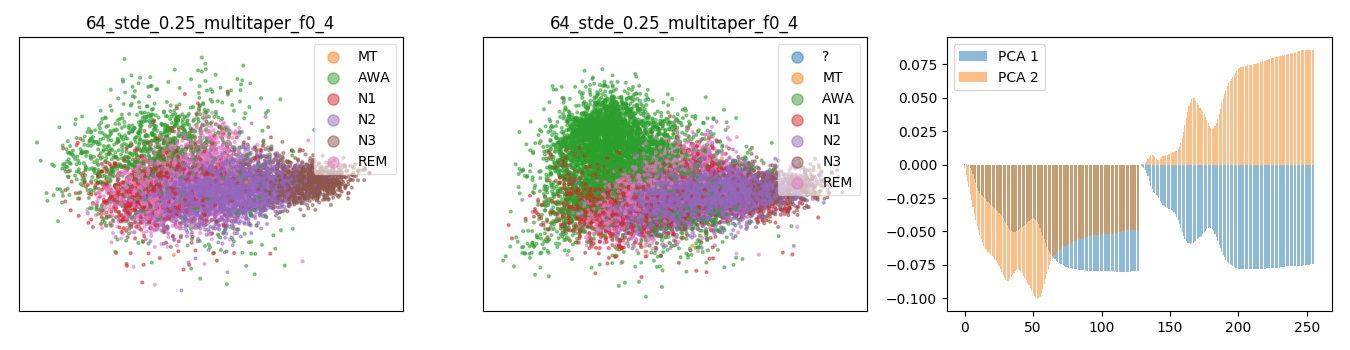 64_stde_0.25_multitaper_f0_4
MT
AWA
N1
N2
N3
REM
64_stde_0.25_multitaper_f0_4
?
MT
AWA
N1
N2
N3
REM
PCA 1
PCA 2
0.075
0.050
0.025
0.000
−0.025
−0.050
−0.075
−0.100
0 50 100 150 200 250